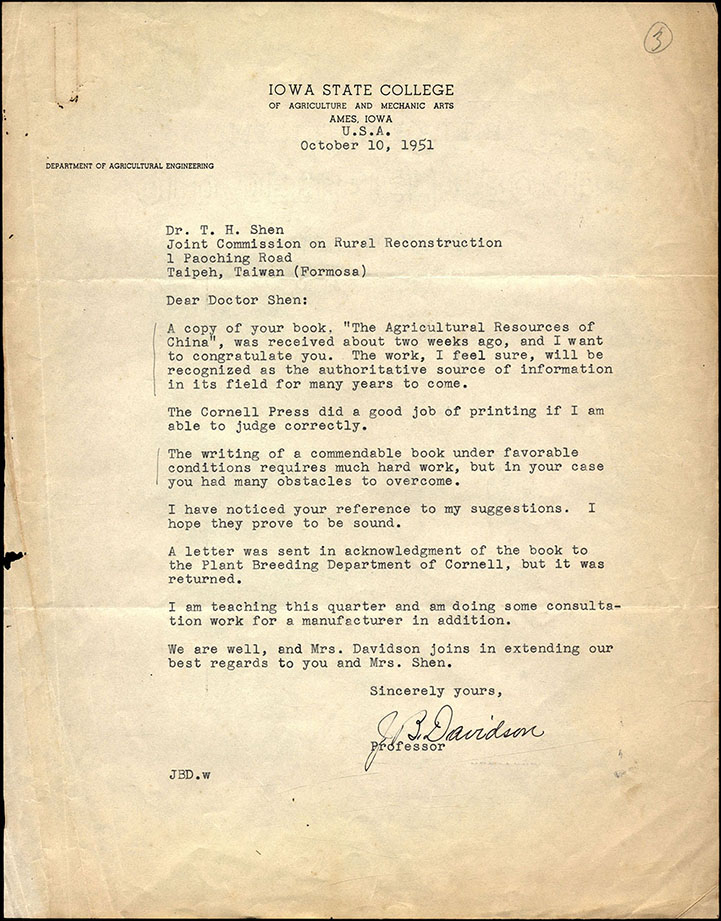 3
IOWA STATE COLLEGE
OF AGRICULTURE AND MECHANIC ARTS
AMES, IOWA
U.S.A.
October 10, 1951
DEPARTMENT OF AGRICULTURAL ENGINEERING
Dr. T. H. Shen
Joint Commission on Rural Reconstruction
1 Paoching Road
Taipeh, Taiwan (Formosa)
Dear Doctor Shen:
A copy of your book, "The Agricultural Resources of
China", was received about two weeks ago, and I want
to congratulate you.  The work, I feel sure, will be
recognized as the authoritative source of information
in its field for many years to come.
The Cornell Press did a good job of printing if I am
able to judge correctly.
The writing of a commendable book under favorable
conditions requires much hard work, but in your case
you had many obstacles to overcome.
I have noticed your reference to my suggestions.  I
hope they prove to be sound.
A letter was sent in acknowledgment of the book to
the Plant Breeding Department of Cornell, but it was
returned.
I am teaching this quarter and am doing some consulta-
tion work for a manufacturer in addition.
We are well, and Mrs. Davidson joins in extending our
best regards to you and Mrs. Shen.
Sincerely yours,
J. B. Davidson
Professor
JBD.w